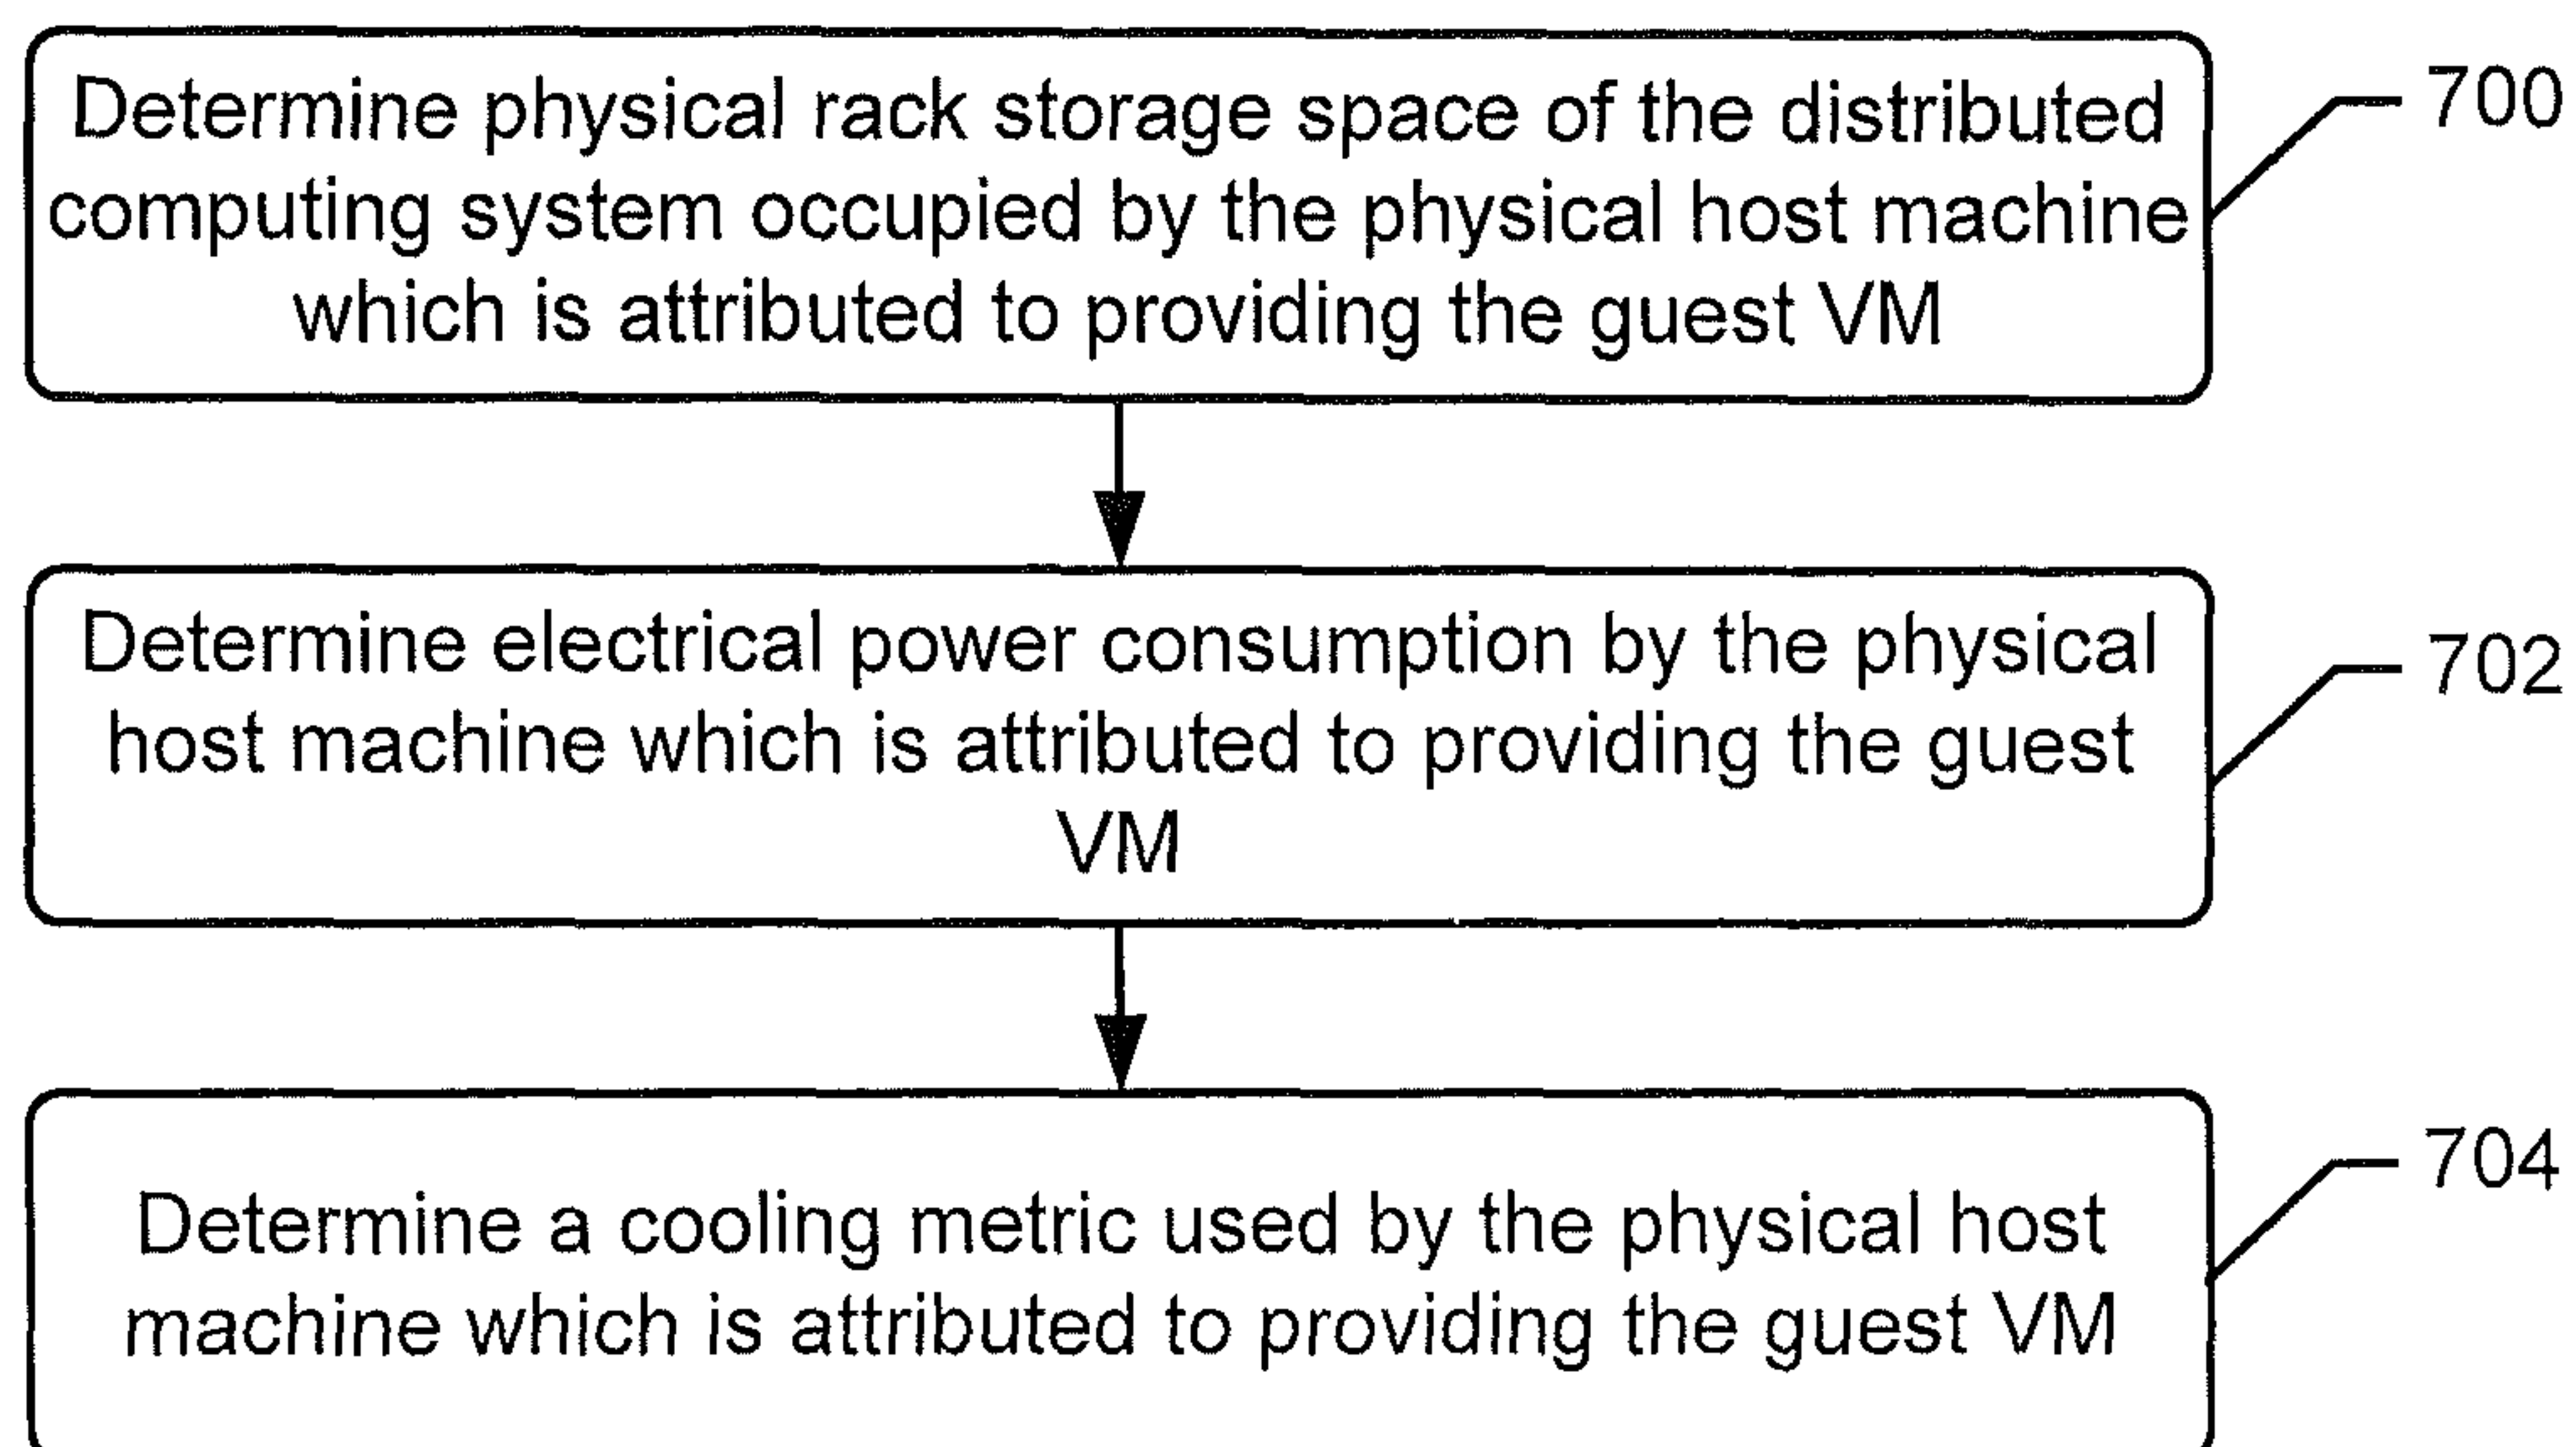 Determine physical rack storage space of the distributed
computing system occupied by the physical host machine
which is attributed to providing the guest VM
700
Determine electrical power consumption by the physical
host machine which is attributed to providing the guest
VM
702
Determine a cooling metric used by the physical host
machine which is attributed to providing the guest VM
704